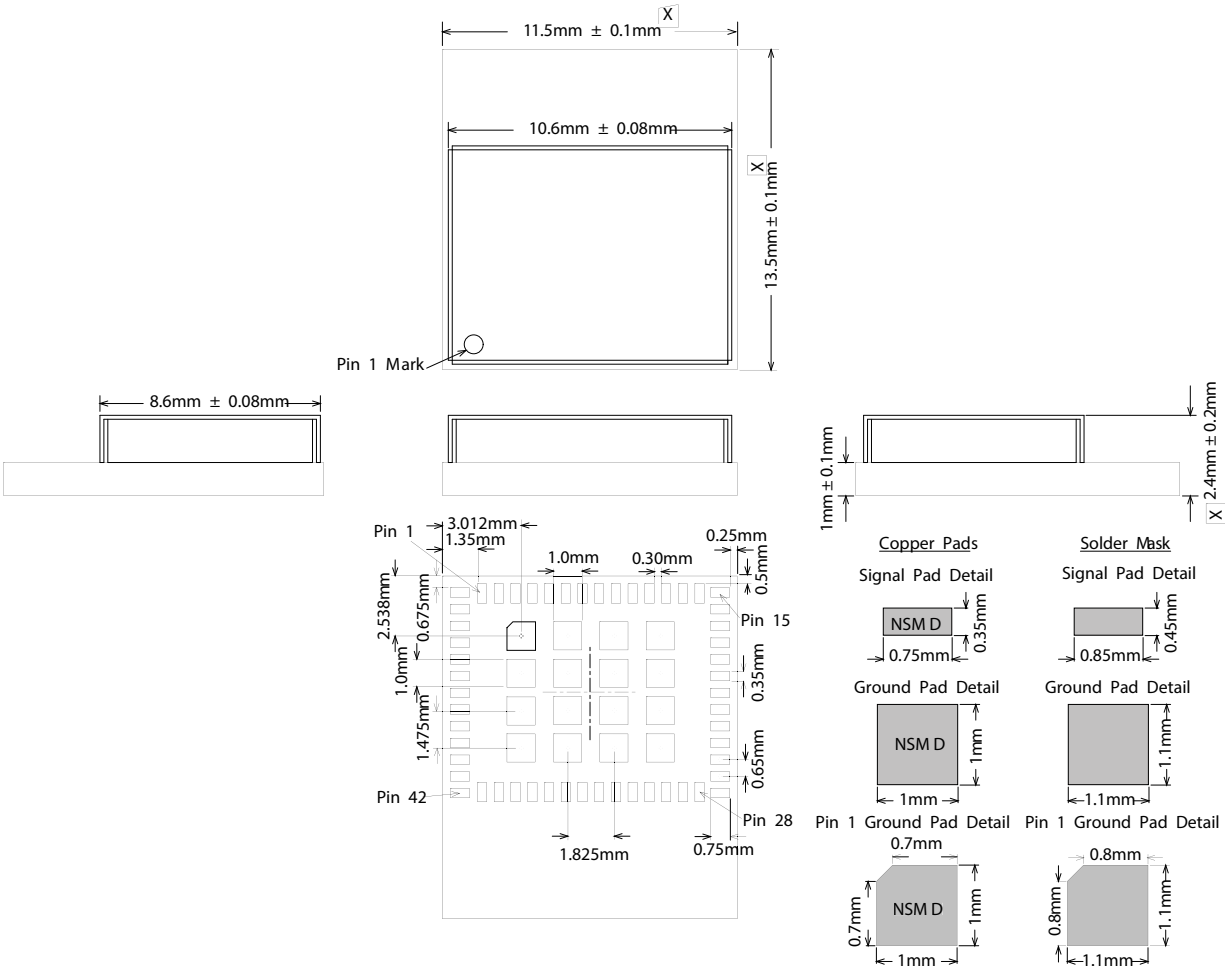 X
11.5mm ± 0.1mm
10.6mm ± 0.08mm
X
13.5mm ± 0.1mm
Pin 1 Mark
8.6mm ± 0.08mm
1mm ± 0.1mm
2.4mm ± 0.2mm
X
Pin 1
3.012mm
1.35mm
1.0mm
0.30mm
0.25mm
0.5mm
2.538mm
0.675mm
Pin 15
1.0mm
0.35mm
1.475mm
0.65mm
Pin 42
Pin 28
1.825mm
0.75mm
Copper Pads
Solder Mask
Signal Pad Detail
Signal Pad Detail
NSM D
0.35mm
0.45mm
0.75mm
0.85mm
Ground Pad Detail
Ground Pad Detail
NSM D
1mm
1.1mm
1mm
1.1mm
Pin 1 Ground Pad Detail
Pin 1 Ground Pad Detail
0.7mm
0.8mm
0.7mm
NSM D
1mm
0.8mm
1.1mm
1mm
1.1mm